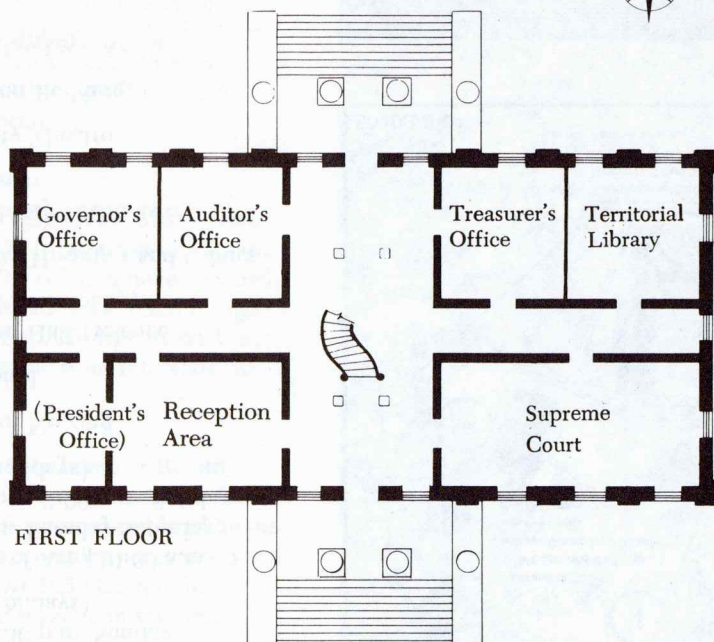 Governor's
Office
Auditor's
Office
Treasurer's
Office
Territorial
Library
(President's
Office)
Reception
Area
Supreme
Court
FIRST FLOOR